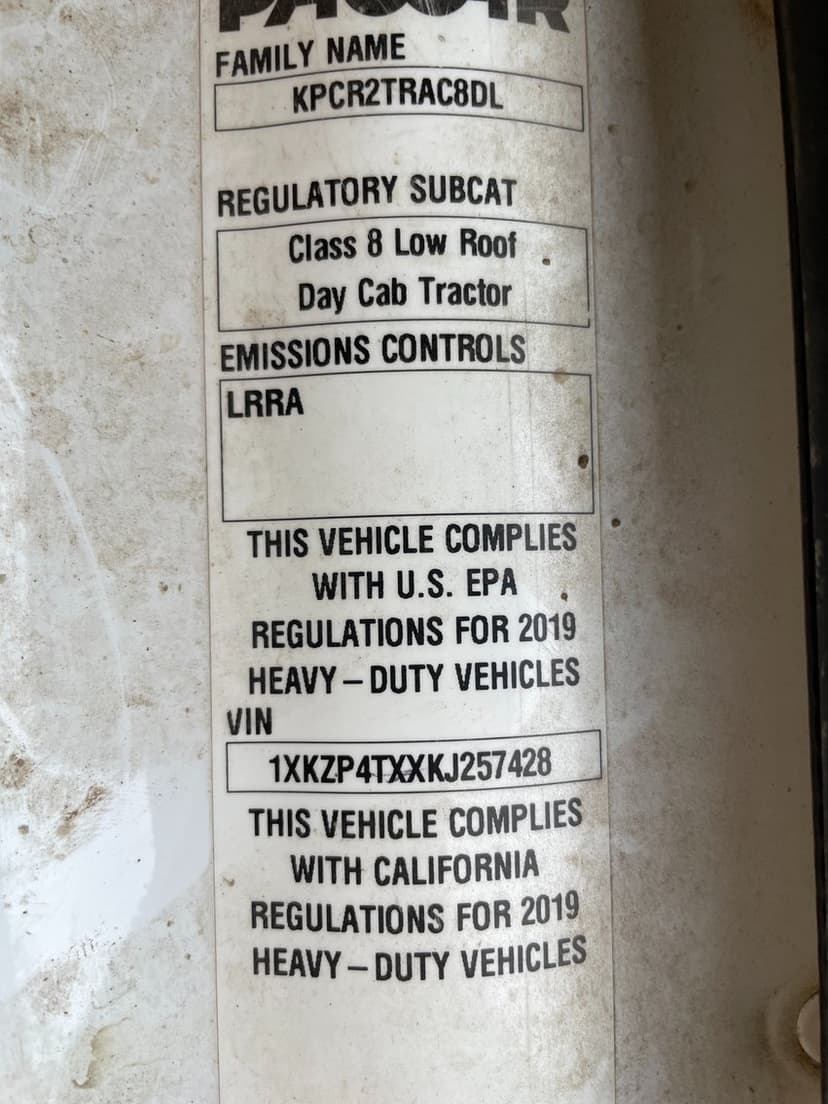 PACCAR
FAMILY NAME
KPCR2TRAC8DL
REGULATORY SUBCAT
Class 8 Low Roof
Day Cab Tractor
EMISSIONS CONTROLS
LRRA
THIS VEHICLE COMPLIES
WITH U.S. EPA
REGULATIONS FOR 2019
HEAVY-DUTY VEHICLES
VIN
1XKZP4TXXKJ257428
THIS VEHICLE COMPLIES
WITH CALIFORNIA
REGULATIONS FOR 2019
HEAVY-DUTY VEHICLES